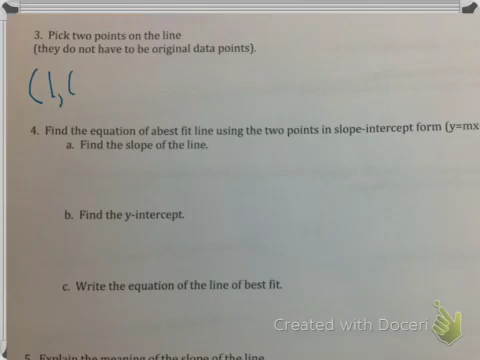 3. Pick two points on the line
(they do not have to be original data points).
(1,
4. Find the equation of abest fit line using the two points in slope-intercept form (y=mx
a. Find the slope of the line.
b. Find the y-intercept.
c. Write the equation of the line of best fit.
Created with Doceri
5. Explain the meaning of the slope of the line